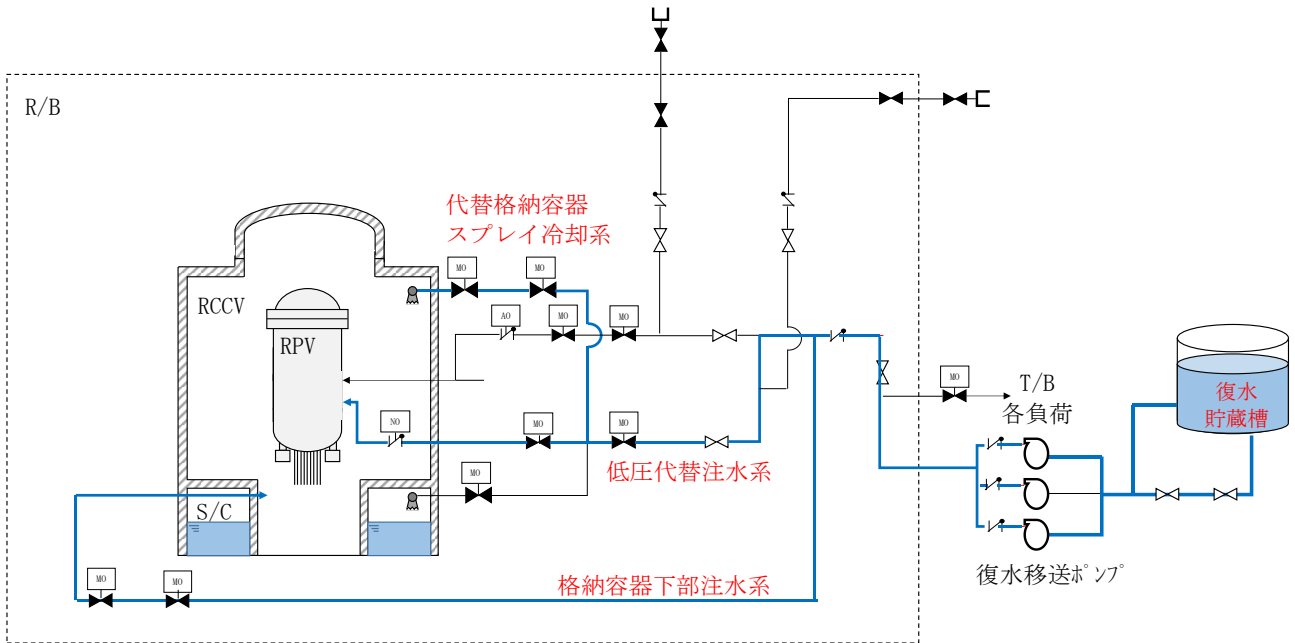 R/B
代替格納容器
スプレイ冷却系
MO
MO
RCCV
AO
MO
MO
RPV
MO
T/B
各負荷
復水
貯蔵槽
NO
MO
MO
低圧代替注水系
MO
S/C
復水移送ポンプ
MO
MO
格納容器下部注水系